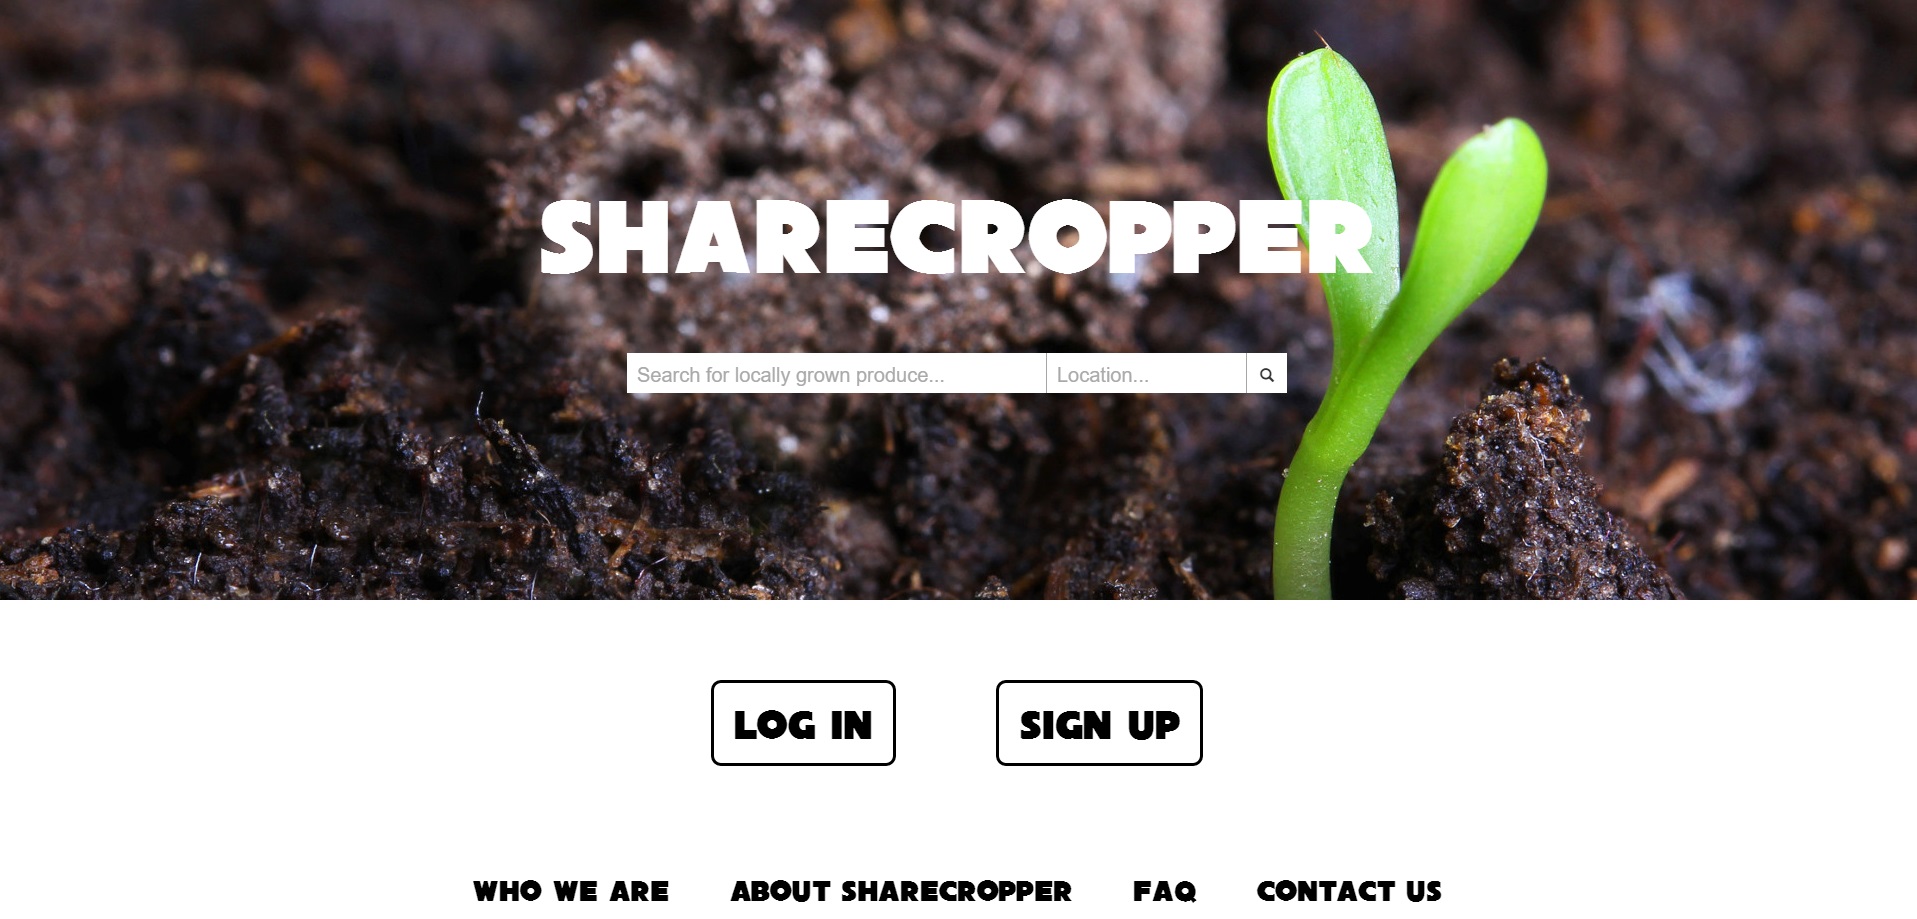 SHARECROPPER
Search for locally grown produce... Location...
LOG IN SIGN UP
WHO WE ARE ABOUT SHARECROPPER FAQ CONTACT US